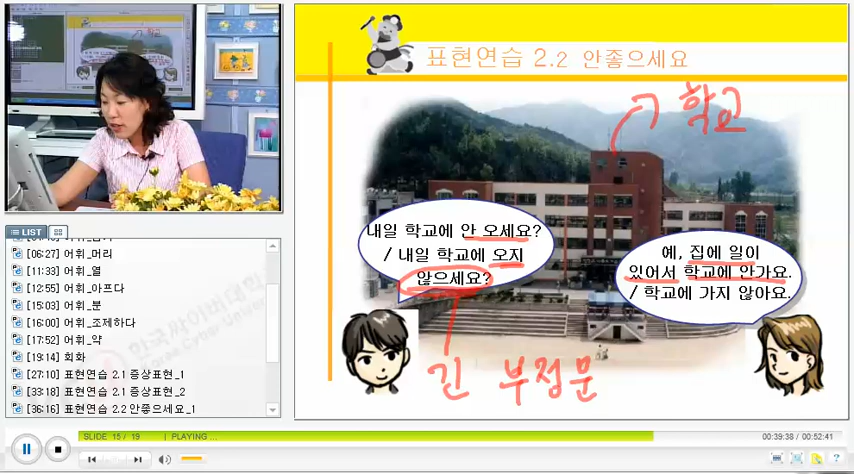 표현연습 2.2 안좋으세요
학교
내일 학교에 안 오세요?
/ 내일 학교에 오지
않으세요?
예, 집에 일이
있어서 학교에 안가요.
/ 학교에 가지 않아요.
긴 부정문
LIST
[06:27] 어휘_머리
[11:33] 어휘_열
[12:55] 어휘_아프다
[15:03] 어휘_분
[16:00] 어휘_조제하다
[17:52] 어휘_약
[19:14] 회화
[27:10] 표현연습 2.1 증상표현_1
[33:18] 표현연습 2.1 증상표현_2
[36:16] 표현연습 2.2 안좋으세요_1
SLIDE 15 / 19 | PLAYING ...
00:39:38 / 00:52:41